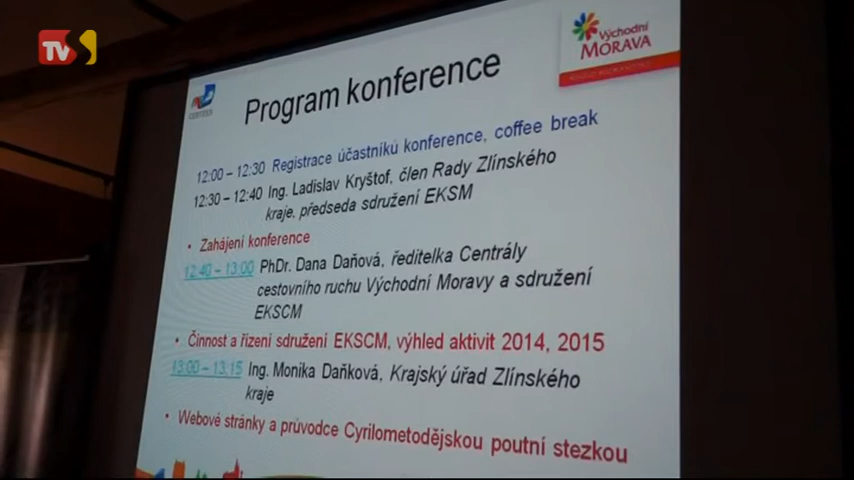 TVS
Východní
MORAVA
Program konference
12:00 – 12:30 Registrace účastníků konference, coffee break
12:30 – 12:40 Ing. Ladislav Kryštof, člen Rady Zlínského
kraje, předseda sdružení EKSM
• Zahájení konference
12:40 – 13:00 PhDr. Dana Daňová, ředitelka Centrály
cestovního ruchu Východní Moravy a sdružení
EKSCM
• Činnost a řízení sdružení EKSCM, výhled aktivit 2014, 2015
13:00 – 13:15 Ing. Monika Daňková, Krajský úřad Zlínského
kraje
• Webové stránky a průvodce Cyrilometodějskou poutní stezkou